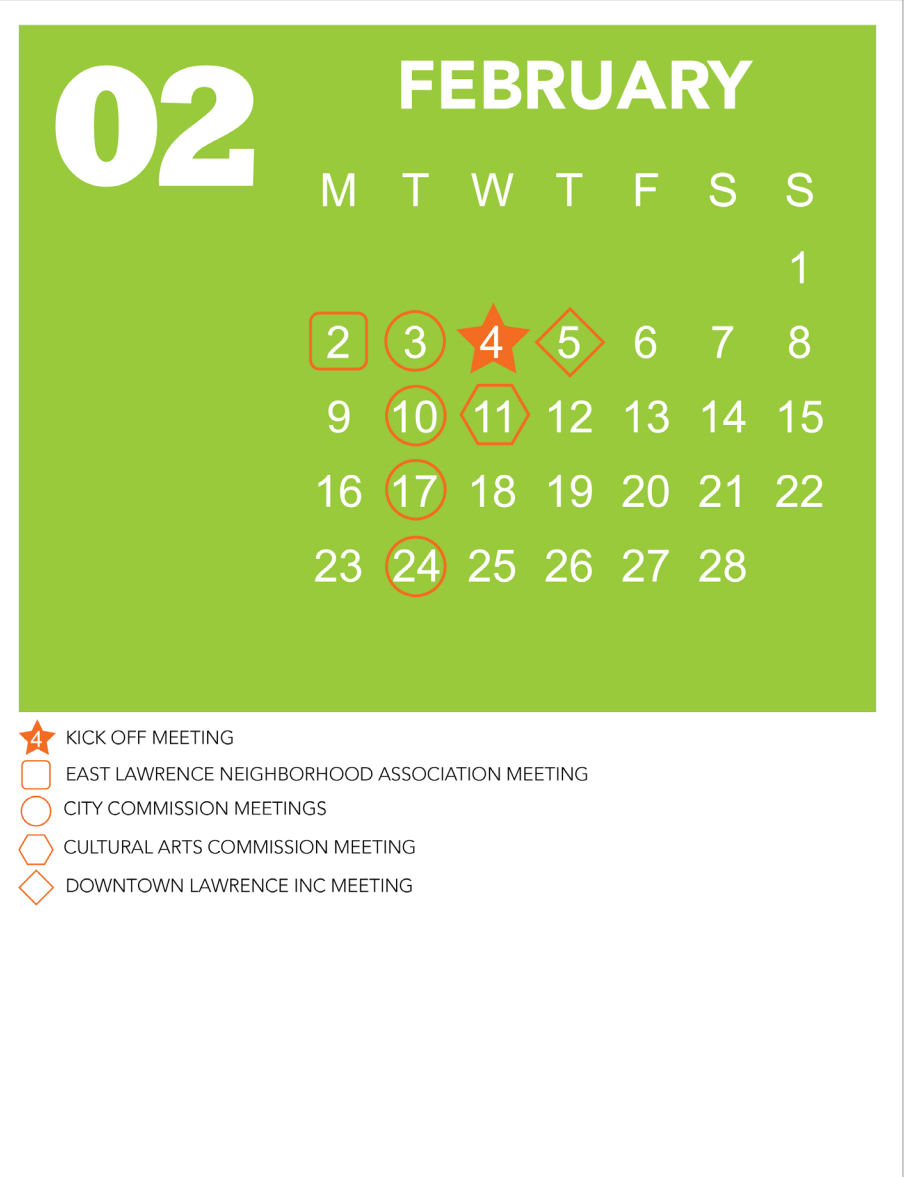 02
FEBRUARY
M T W T F S S
1
2 3 4 5 6 7 8
9 10 11 12 13 14 15
16 17 18 19 20 21 22
23 24 25 26 27 28
4 KICK OFF MEETING
EAST LAWRENCE NEIGHBORHOOD ASSOCIATION MEETING
CITY COMMISSION MEETINGS
CULTURAL ARTS COMMISSION MEETING
DOWNTOWN LAWRENCE INC MEETING